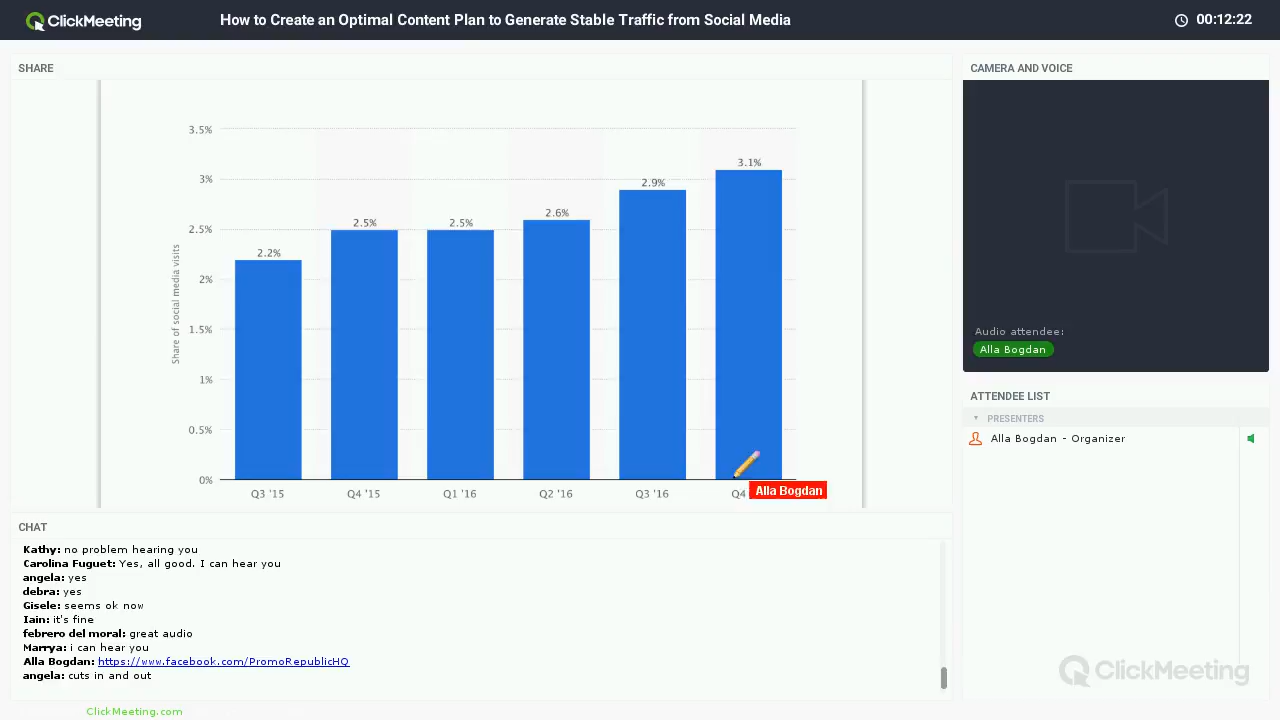 ClickMeeting
How to Create an Optimal Content Plan to Generate Stable Traffic from Social Media
00:12:22
SHARE
3.5%
3%
2.5%
2%
1.5%
1%
0.5%
0%
Share of social media visits
2.2%
2.5%
2.5%
2.6%
2.9%
3.1%
Q3 '15
Q4 '15
Q1 '16
Q2 '16
Q3 '16
Q4
Alla Bogdan
CAMERA AND VOICE
Audio attendee:
Alla Bogdan
ATTENDEE LIST
PRESENTERS
Alla Bogdan - Organizer
CHAT
Kathy: no problem hearing you
Carolina Fuguet: Yes, all good. I can hear you
angela: yes
debra: yes
Gisele: seems ok now
Iain: it's fine
febrero del moral: great audio
Marrya: i can hear you
Alla Bogdan: https://www.facebook.com/PromoRepublicHQ
angela: cuts in and out
ClickMeeting
ClickMeeting.com